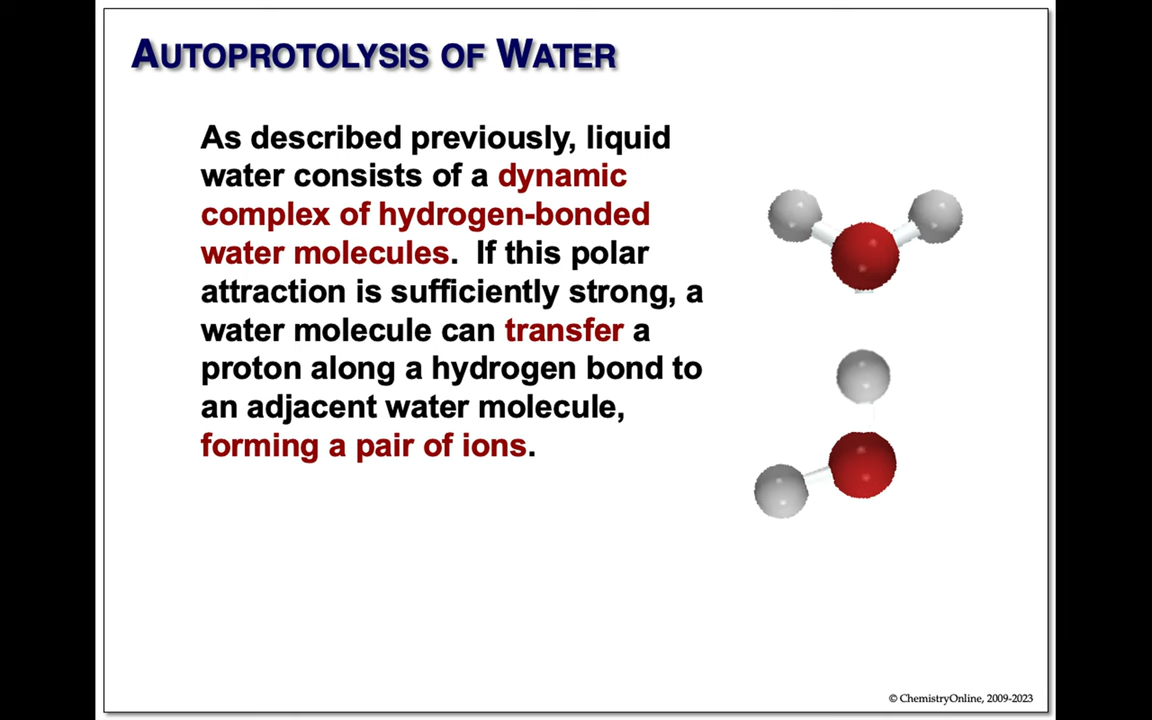 AUTOPROTOLYSIS OF WATER
As described previously, liquid
water consists of a dynamic
complex of hydrogen-bonded
water molecules.  If this polar
attraction is sufficiently strong, a
water molecule can transfer a
proton along a hydrogen bond to
an adjacent water molecule,
forming a pair of ions.
© ChemistryOnline, 2009-2023